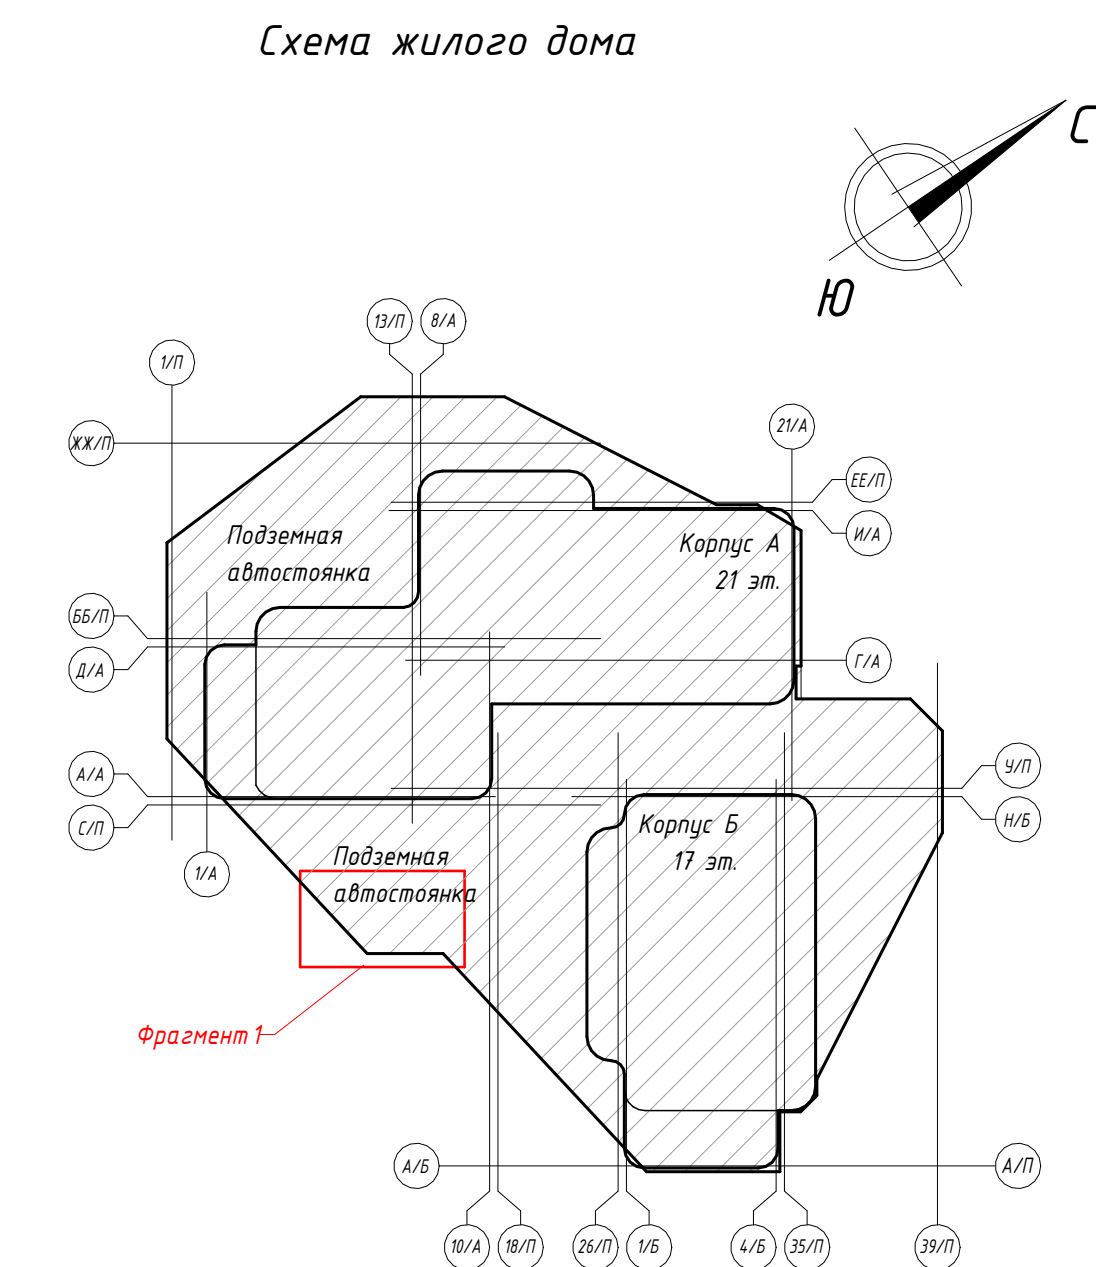 Схема жилого дома
С
Ю
13/П
8/А
1/П
21/А
ЖЖ/П
ЕЕ/П
И/А
Подземная
автостоянка
Корпус А
21 эт.
ББ/П
Д/А
Г/А
А/А
С/П
У/П
Н/Б
1/А
Корпус Б
17 эт.
Подземная
автостоянка
Фрагмент 1
А/Б
А/П
10/А
18/П
26/П
1/Б
4/Б
35/П
39/П